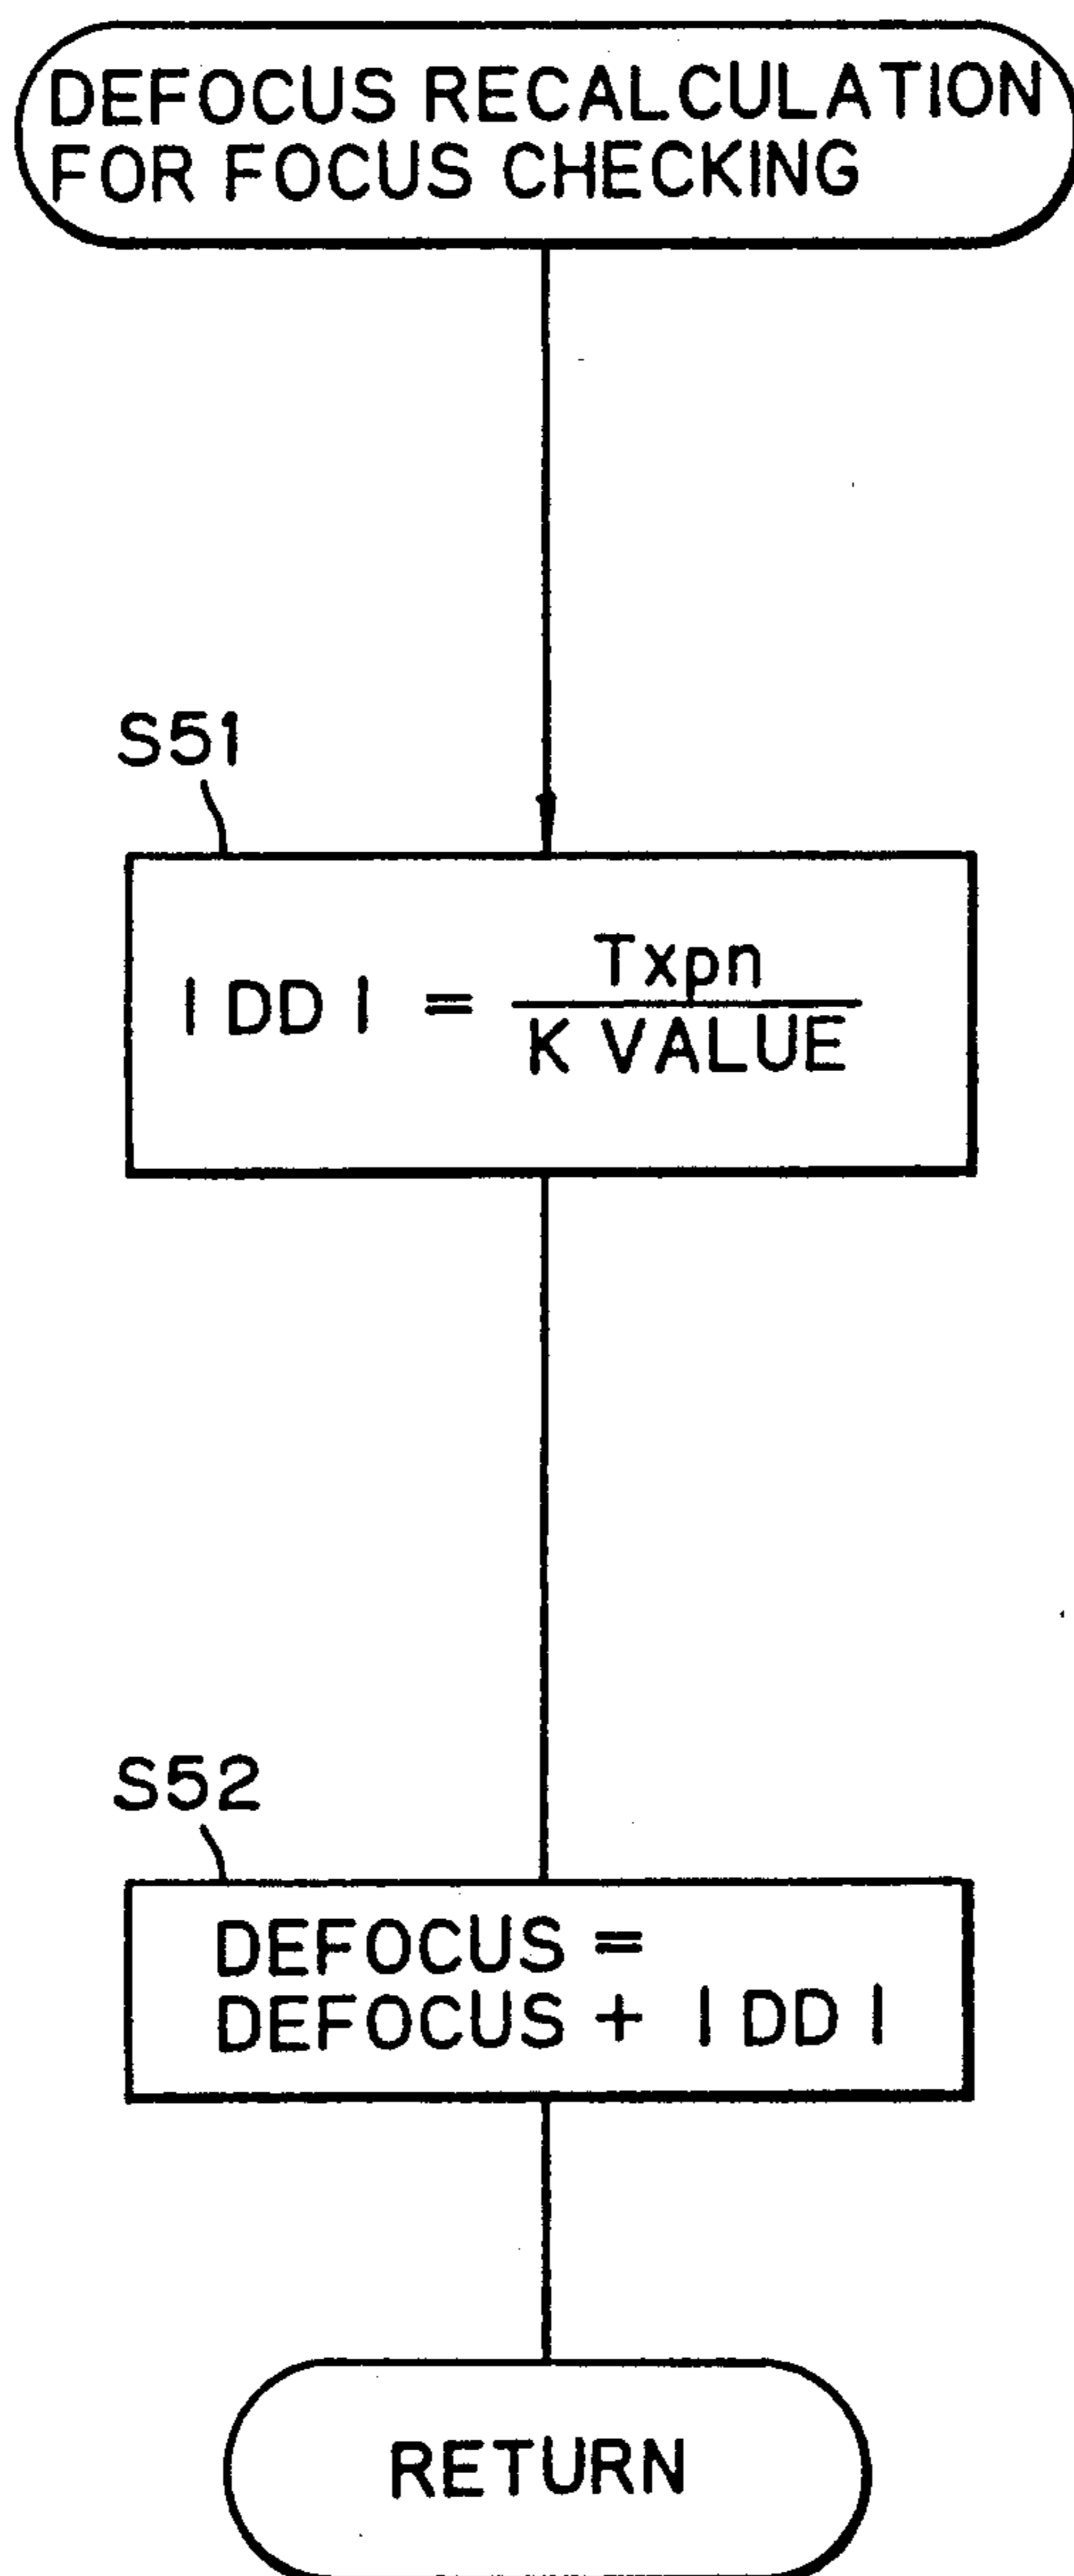 DEFOCUS RECALCULATION
FOR FOCUS CHECKING
S51
| DD | = Txpn / K VALUE
S52
DEFOCUS =
DEFOCUS + | DD |
RETURN